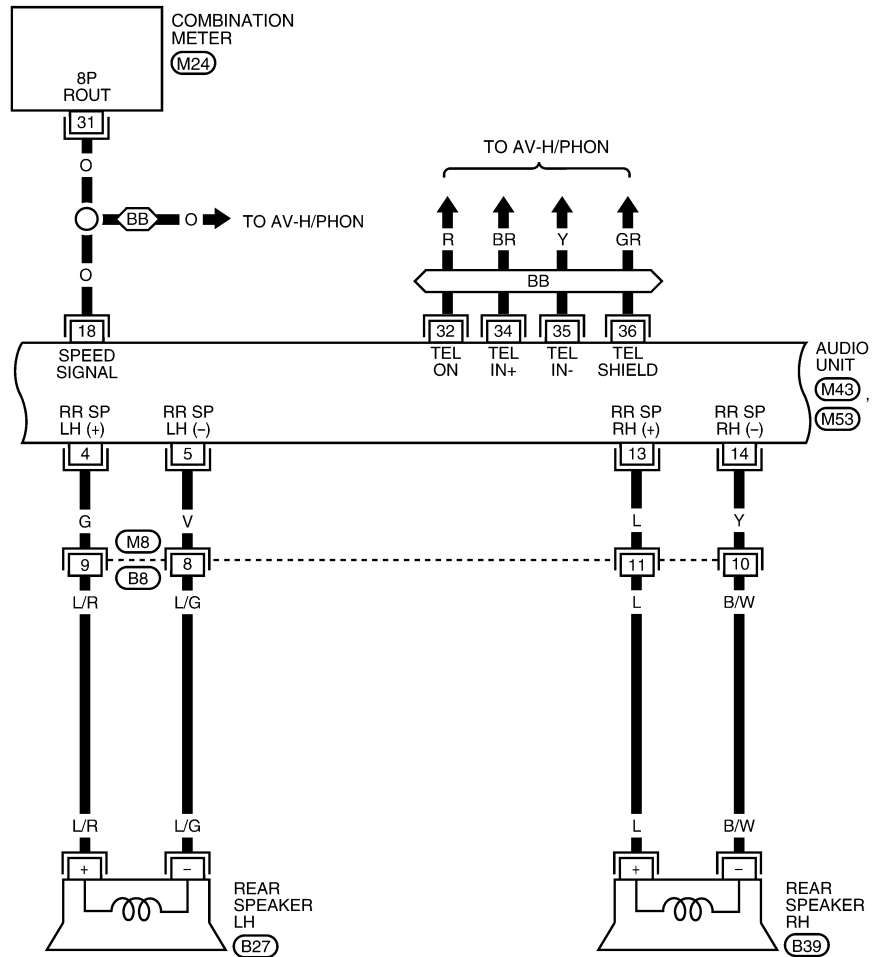 COMBINATION
METER
M24
8P
ROUT
31
O
BB
O
TO AV-H/PHON
O
18
TO AV-H/PHON
R
BR
Y
GR
BB
32
34
35
36
SPEED
SIGNAL
TEL
ON
TEL
IN+
TEL
IN-
TEL
SHIELD
AUDIO
UNIT
M43 ,
M53
RR SP
LH (+)
RR SP
LH (−)
RR SP
RH (+)
RR SP
RH (−)
4
5
13
14
G
V
L
Y
M8
B8
9
8
11
10
L/R
L/G
L
B/W
L/R
L/G
L
B/W
+
−
+
−
REAR
SPEAKER
LH
B27
REAR
SPEAKER
RH
B39